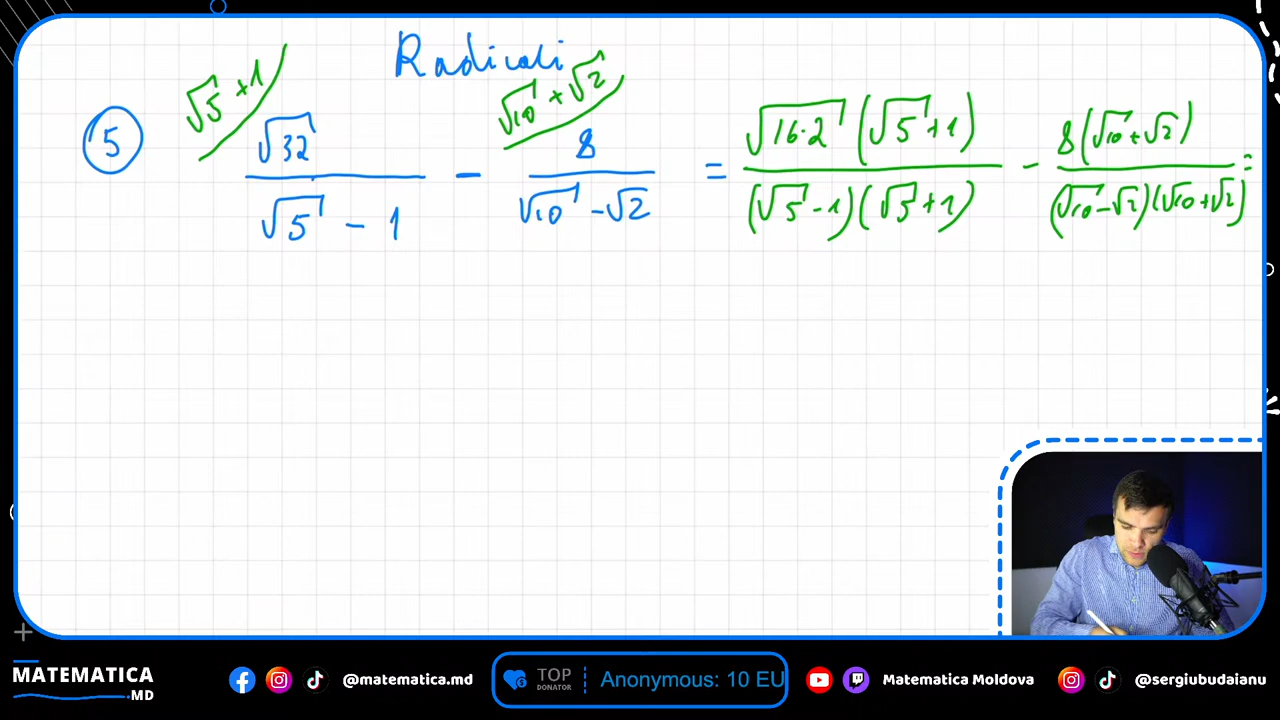 Radicali
√5 + 1
√10 + √2
5
√32 / (√5 - 1) - 8 / (√10 - √2) = √16·2 (√5 + 1) / (√5 - 1)(√5 + 1) - 8(√10 + √2) / (√10 - √2)(√10 + √2) =
MATEMATICA
.MD
@matematica.md
TOP
DONATOR
Anonymous: 10 EU
Matematica Moldova
@sergiubudaianu